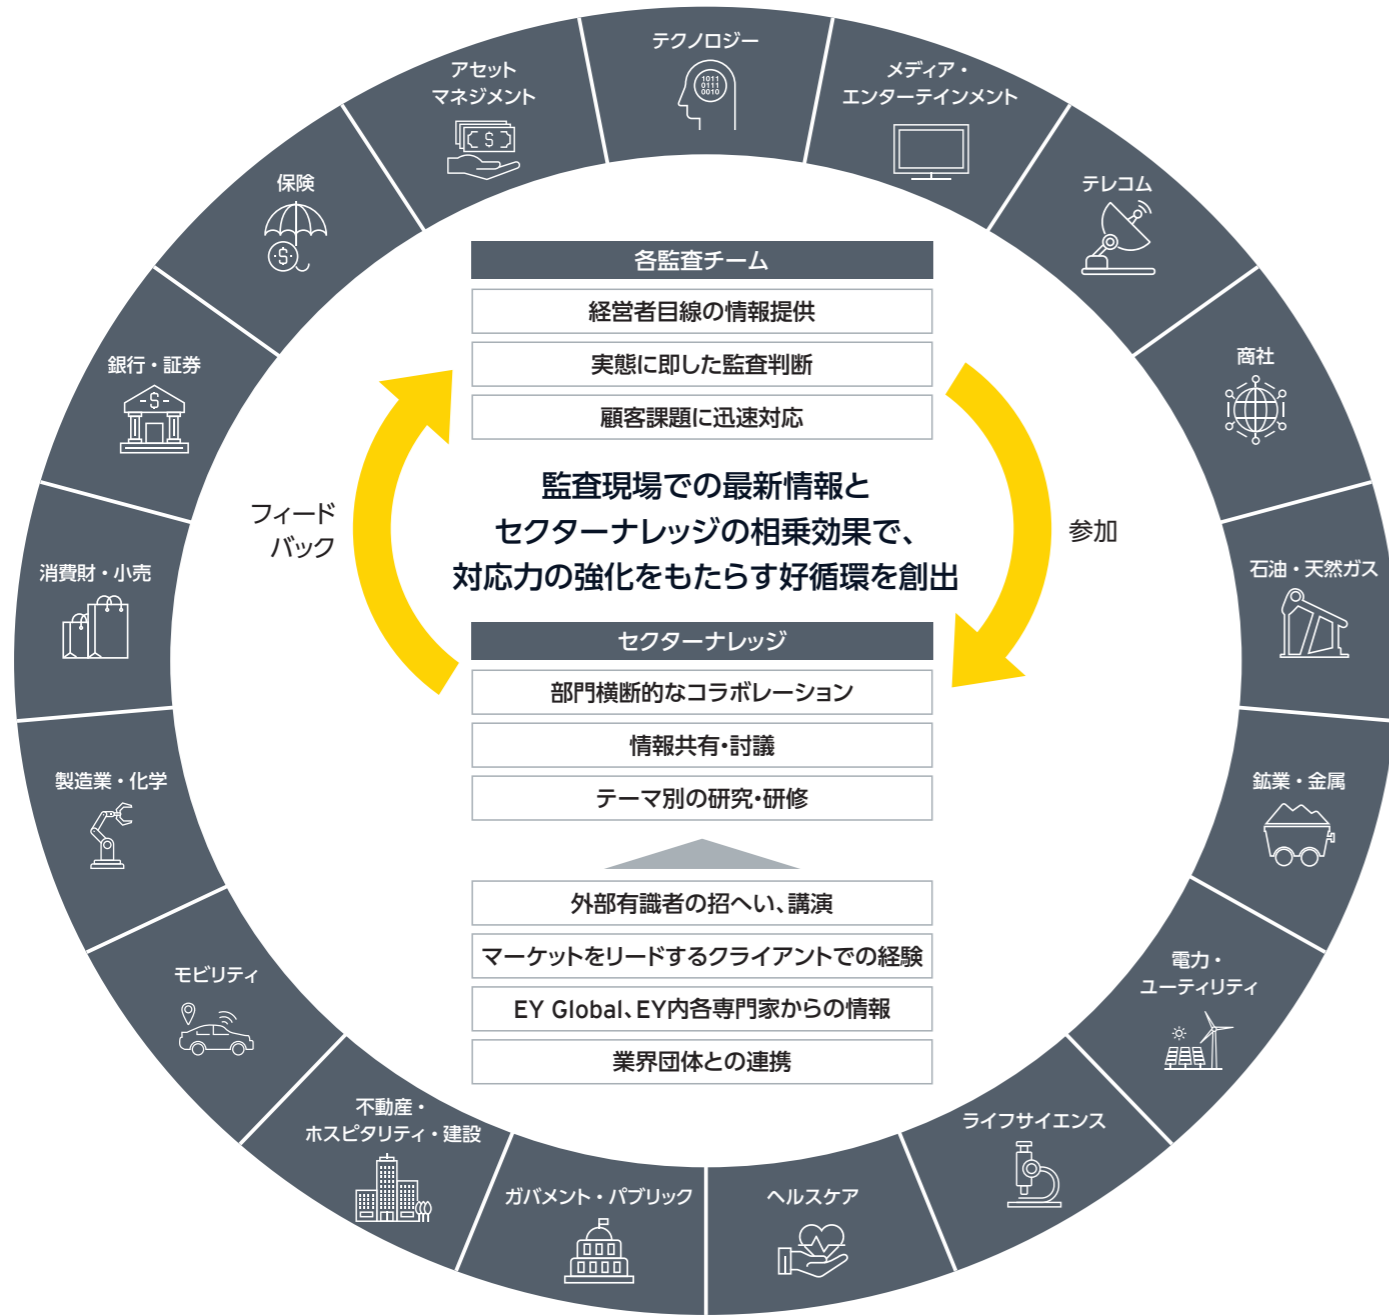 テクノロジー
1011
0111
0010
メディア・
エンターテインメント
テレコム
商社
石油・天然ガス
鉱業・金属
電力・
ユーティリティ
ライフサイエンス
ヘルスケア
ガバメント・パブリック
不動産・
ホスピタリティ・建設
モビリティ
製造業・化学
消費財・小売
銀行・証券
$
保険
$
アセット
マネジメント
$
各監査チーム
経営者目線の情報提供
実態に即した監査判断
顧客課題に迅速対応
監査現場での最新情報と
セクターナレッジの相乗効果で、
対応力の強化をもたらす好循環を創出
フィード
バック
参加
セクターナレッジ
部門横断的なコラボレーション
情報共有・討議
テーマ別の研究・研修
外部有識者の招へい、講演
マーケットをリードするクライアントでの経験
EY Global、EY内各専門家からの情報
業界団体との連携